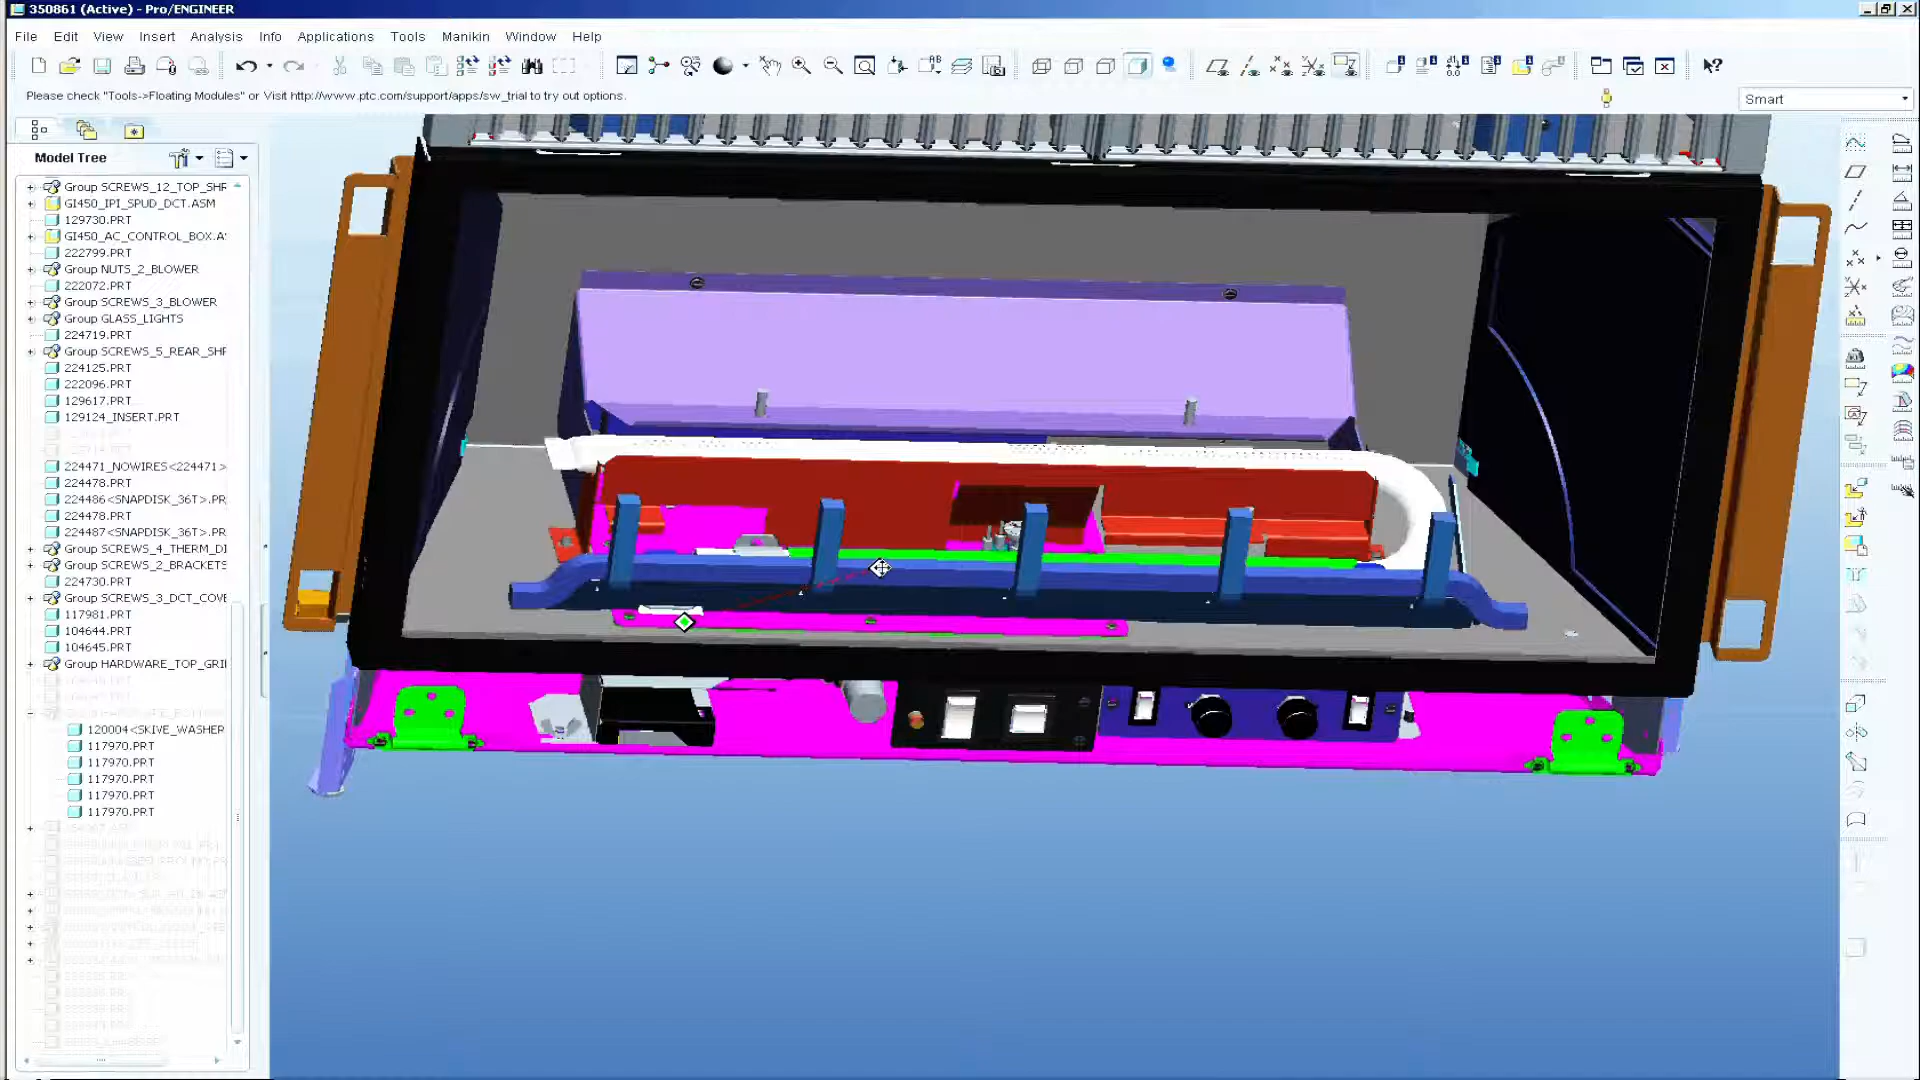 350861 (Active) - Pro/ENGINEER
File Edit View Insert Analysis Info Applications Tools Manikin Window Help
Please check "Tools->Floating Modules" or Visit http://www.ptc.com/support/apps/sw_trial to try out options.
Smart
Model Tree
Group SCREWS_12_TOP_SHR
GI450_IPI_SPUD_DCT.ASM
129730.PRT
GI450_AC_CONTROL_BOX.A
222799.PRT
Group NUTS_2_BLOWER
222072.PRT
Group SCREWS_3_BLOWER
Group GLASS_LIGHTS
224719.PRT
Group SCREWS_5_REAR_SHR
224125.PRT
222096.PRT
129617.PRT
129124_INSERT.PRT
224471_NOWIRES<224471>
224478.PRT
224486<SNAPDISK_36T>.PR
224478.PRT
224487<SNAPDISK_36T>.PR
Group SCREWS_4_THERM_DI
Group SCREWS_2_BRACKETS
224730.PRT
Group SCREWS_3_DCT_COVE
117981.PRT
104644.PRT
104645.PRT
Group HARDWARE_TOP_GRI
120004<SKIVE_WASHER
117970.PRT
117970.PRT
117970.PRT
117970.PRT
117970.PRT